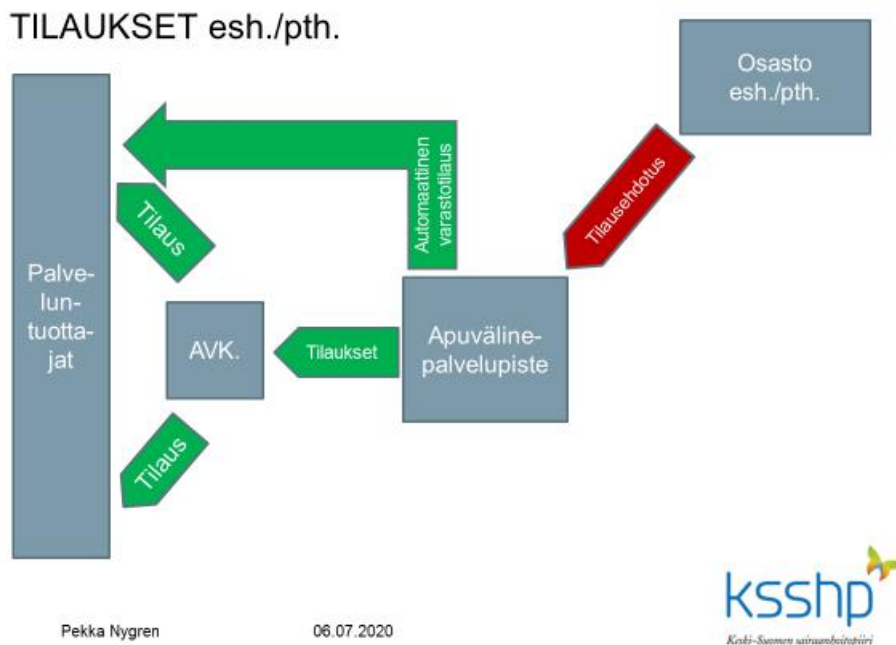 TILAUKSET esh./pth.
Osasto
esh./pth.
Tilausehdotus
Automaattinen
varastotilaus
Tilaus
Palve-
lun-
tuotta-
jat
AVK.
Tilaukset
Apuväline-
palvelupiste
Tilaus
Pekka Nygren
06.07.2020
ksshp
Keski-Suomen sairaanhoitopiiri